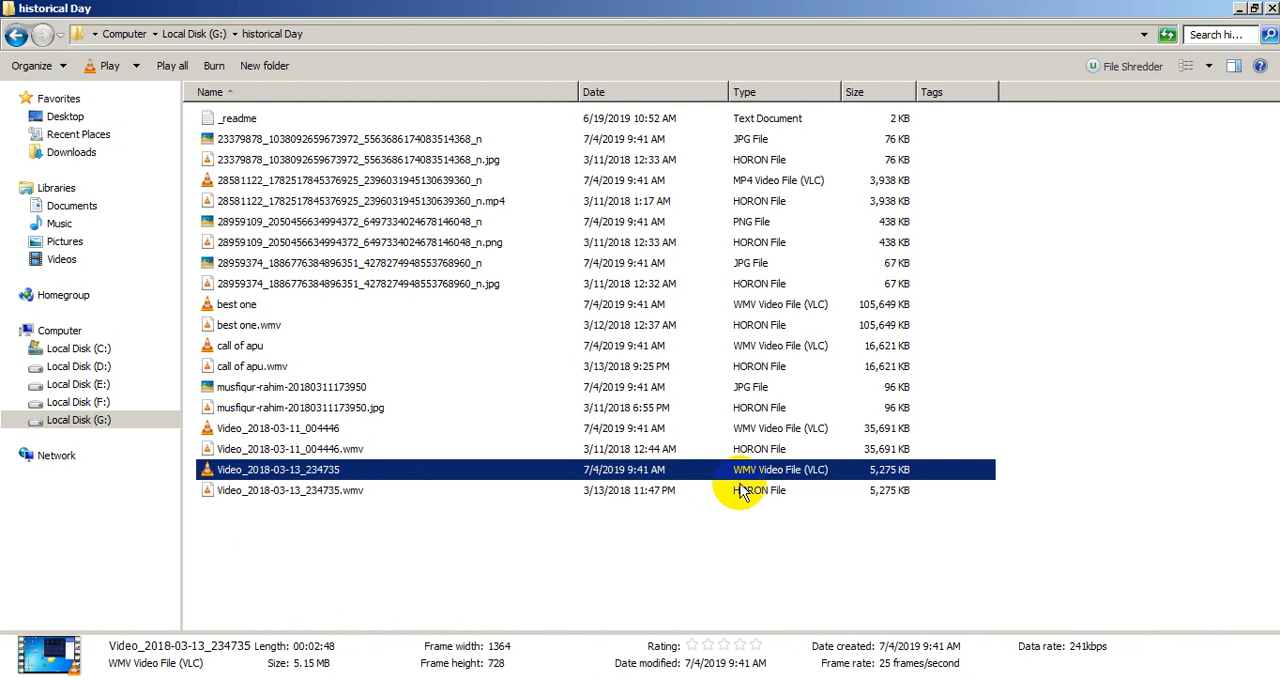 historical Day
Computer Local Disk (G:) historical Day Search hi...
Organize Play Play all Burn New folder File Shredder
Name Date Type Size Tags
Favorites
Desktop
Recent Places
Downloads
Libraries
Documents
Music
Pictures
Videos
Homegroup
Computer
Local Disk (C:)
Local Disk (D:)
Local Disk (E:)
Local Disk (F:)
Local Disk (G:)
Network
_readme 6/19/2019 10:52 AM Text Document 2 KB
23379878_1038092659673972_5563686174083514368_n 7/4/2019 9:41 AM JPG File 76 KB
23379878_1038092659673972_5563686174083514368_n.jpg 3/11/2018 12:33 AM HORON File 76 KB
28581122_1782517845376925_2396031945130639360_n 7/4/2019 9:41 AM MP4 Video File (VLC) 3,938 KB
28581122_1782517845376925_2396031945130639360_n.mp4 3/11/2018 1:17 AM HORON File 3,938 KB
28959109_2050456634994372_6497334024678146048_n 7/4/2019 9:41 AM PNG File 438 KB
28959109_2050456634994372_6497334024678146048_n.png 3/11/2018 12:33 AM HORON File 438 KB
28959374_1886776384896351_4278274948553768960_n 7/4/2019 9:41 AM JPG File 67 KB
28959374_1886776384896351_4278274948553768960_n.jpg 3/11/2018 12:32 AM HORON File 67 KB
best one 7/4/2019 9:41 AM WMV Video File (VLC) 105,649 KB
best one.wmv 3/12/2018 12:37 AM HORON File 105,649 KB
call of apu 7/4/2019 9:41 AM WMV Video File (VLC) 16,621 KB
call of apu.wmv 3/13/2018 9:25 PM HORON File 16,621 KB
musfiqur-rahim-20180311173950 7/4/2019 9:41 AM JPG File 96 KB
musfiqur-rahim-20180311173950.jpg 3/11/2018 6:55 PM HORON File 96 KB
Video_2018-03-11_004446 7/4/2019 9:41 AM WMV Video File (VLC) 35,691 KB
Video_2018-03-11_004446.wmv 3/11/2018 12:44 AM HORON File 35,691 KB
Video_2018-03-13_234735 7/4/2019 9:41 AM WMV Video File (VLC) 5,275 KB
Video_2018-03-13_234735.wmv 3/13/2018 11:47 PM HORON File 5,275 KB
Video_2018-03-13_234735 Length: 00:02:48 Frame width: 1364 Rating: Date created: 7/4/2019 9:41 AM Data rate: 241kbps
WMV Video File (VLC) Size: 5.15 MB Frame height: 728 Date modified: 7/4/2019 9:41 AM Frame rate: 25 frames/second